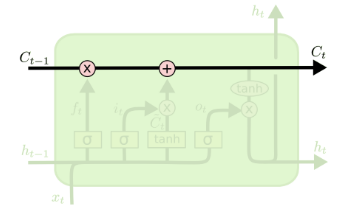 h_t
C_{t-1} × + C_t
tanh
f_t i_t × o_t ×
C̃_t
σ σ tanh σ
h_{t-1} h_t
x_t